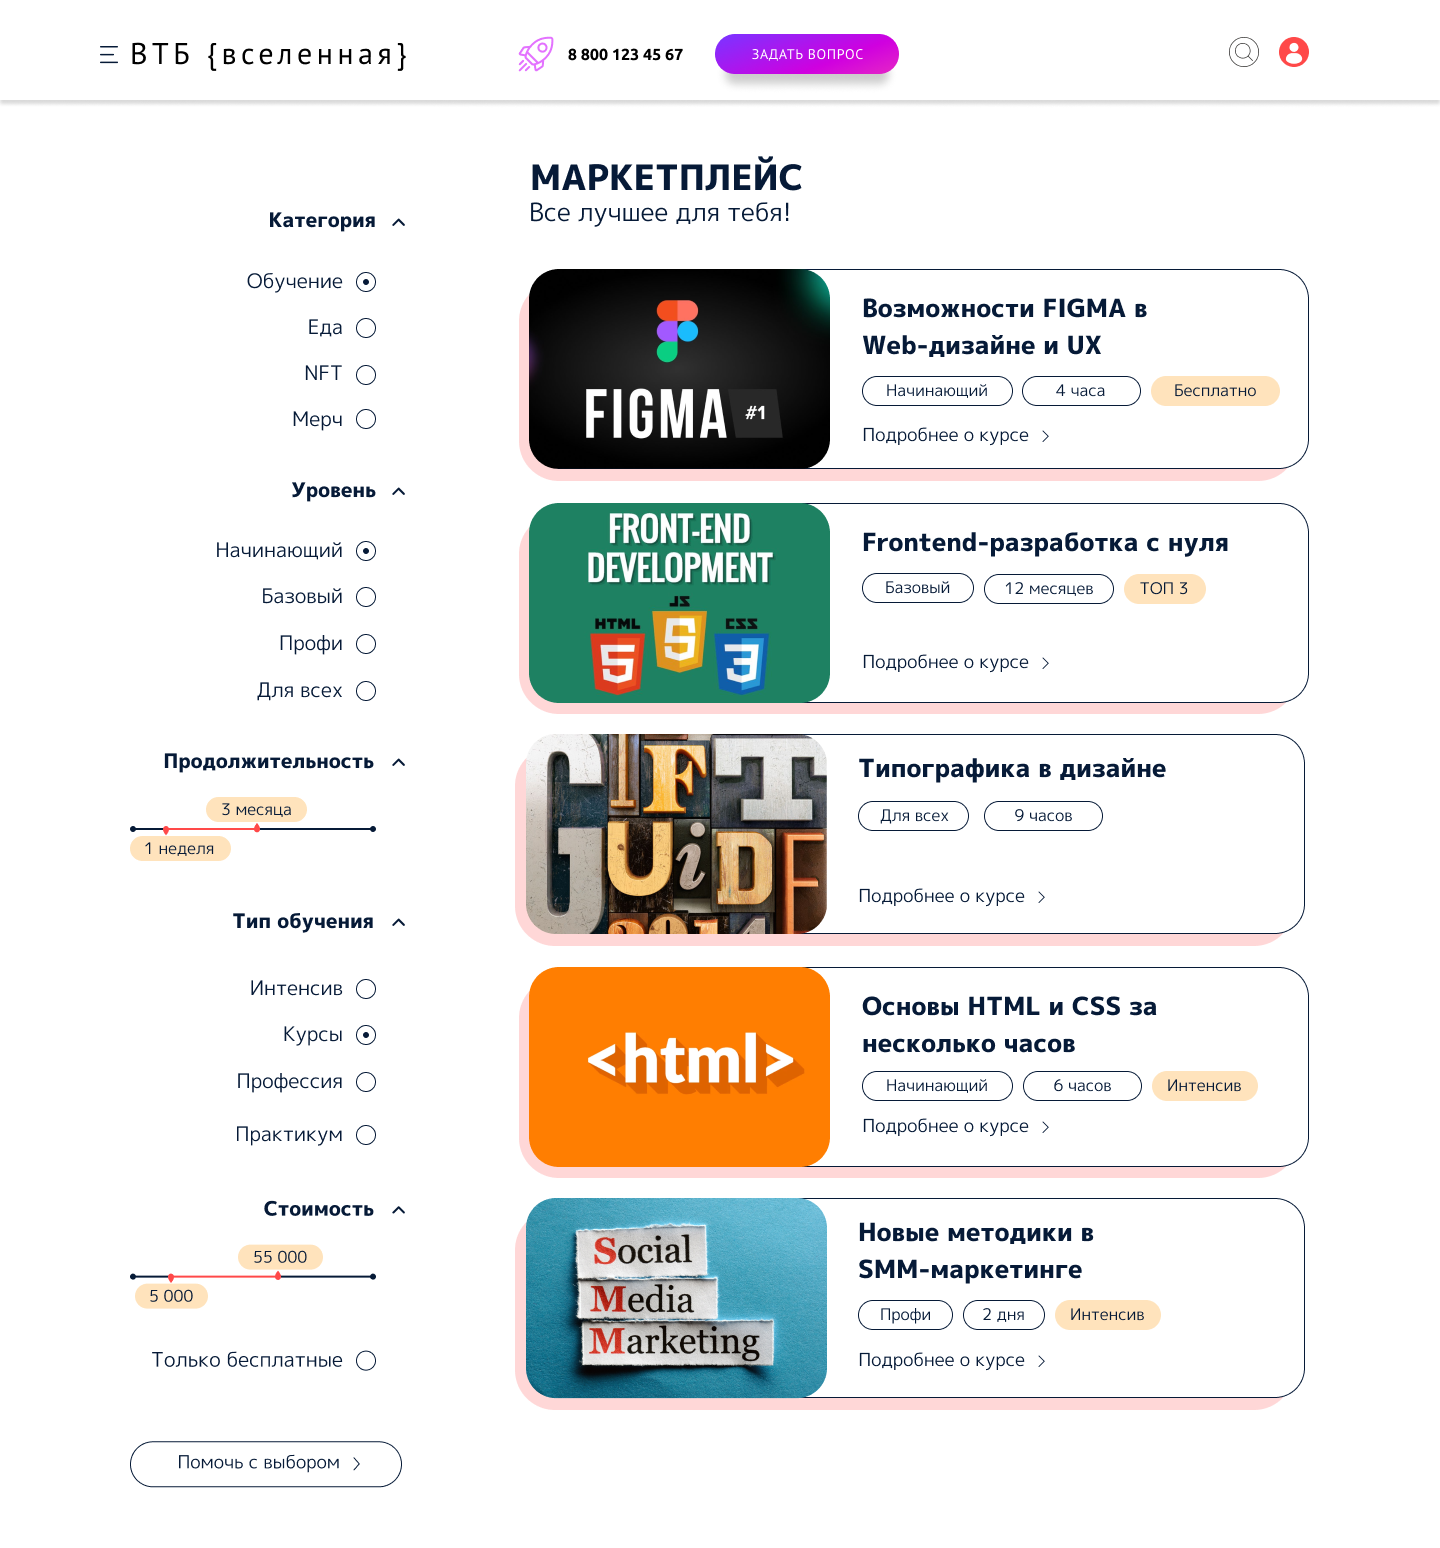 ВТБ {вселенная}
8 800 123 45 67
ЗАДАТЬ ВОПРОС
МАРКЕТПЛЕЙС
Все лучшее для тебя!
Категория
Обучение
Еда
NFT
Мерч
Уровень
Начинающий
Базовый
Профи
Для всех
Продолжительность
3 месяца
1 неделя
Тип обучения
Интенсив
Курсы
Профессия
Практикум
Стоимость
55 000
5 000
Только бесплатные
Помочь с выбором
FIGMA #1
Возможности FIGMA в
Web-дизайне и UX
Начинающий 4 часа Бесплатно
Подробнее о курсе
FRONT-END
DEVELOPMENT
JS
HTML CSS
5 5 3
Frontend-разработка с нуля
Базовый 12 месяцев ТОП 3
Подробнее о курсе
GIFT
GUiDE
2014
Типографика в дизайне
Для всех 9 часов
Подробнее о курсе
<html>
Основы HTML и CSS за
несколько часов
Начинающий 6 часов Интенсив
Подробнее о курсе
Social
Media
Marketing
Новые методики в
SMM-маркетинге
Профи 2 дня Интенсив
Подробнее о курсе